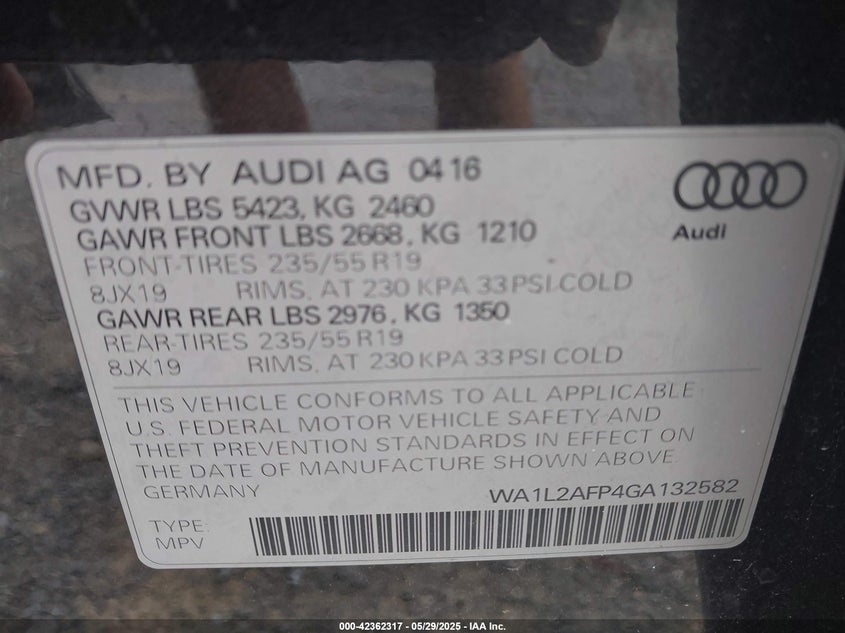 MFD. BY AUDI AG 04 16
GVWR LBS 5423, KG 2460
GAWR FRONT LBS 2668, KG 1210
FRONT-TIRES 235/55 R19
8JX19 RIMS, AT 230 KPA 33 PSI COLD
GAWR REAR LBS 2976, KG 1350
REAR-TIRES 235/55 R19
8JX19 RIMS, AT 230 KPA 33 PSI COLD
Audi
THIS VEHICLE CONFORMS TO ALL APPLICABLE
U.S. FEDERAL MOTOR VEHICLE SAFETY AND
THEFT PREVENTION STANDARDS IN EFFECT ON
THE DATE OF MANUFACTURE SHOWN ABOVE.
GERMANY WA1L2AFP4GA132582
TYPE:
MPV
000-42362317 - 05/29/2025 - IAA Inc.